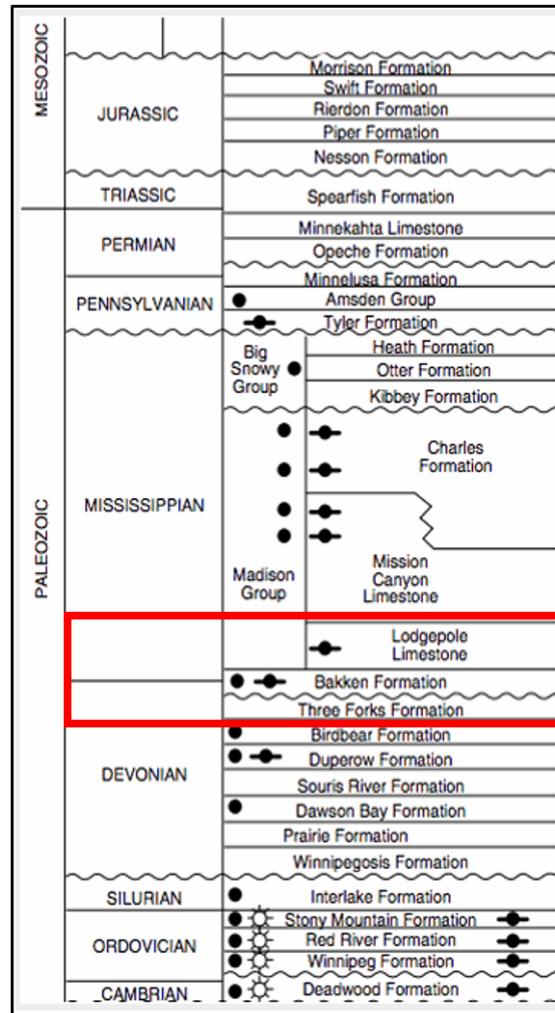 MESOZOIC
JURASSIC
Morrison Formation
Swift Formation
Rierdon Formation
Piper Formation
Nesson Formation
TRIASSIC
Spearfish Formation
PALEOZOIC
PERMIAN
Minnekahta Limestone
Opeche Formation
PENNSYLVANIAN
Minnelusa Formation
Amsden Group
Tyler Formation
MISSISSIPPIAN
Big
Snowy
Group
Heath Formation
Otter Formation
Kibbey Formation
Madison
Group
Charles
Formation
Mission
Canyon
Limestone
Lodgepole
Limestone
Bakken Formation
DEVONIAN
Three Forks Formation
Birdbear Formation
Duperow Formation
Souris River Formation
Dawson Bay Formation
Prairie Formation
Winnipegosis Formation
SILURIAN
Interlake Formation
ORDOVICIAN
Stony Mountain Formation
Red River Formation
Winnipeg Formation
CAMBRIAN
Deadwood Formation